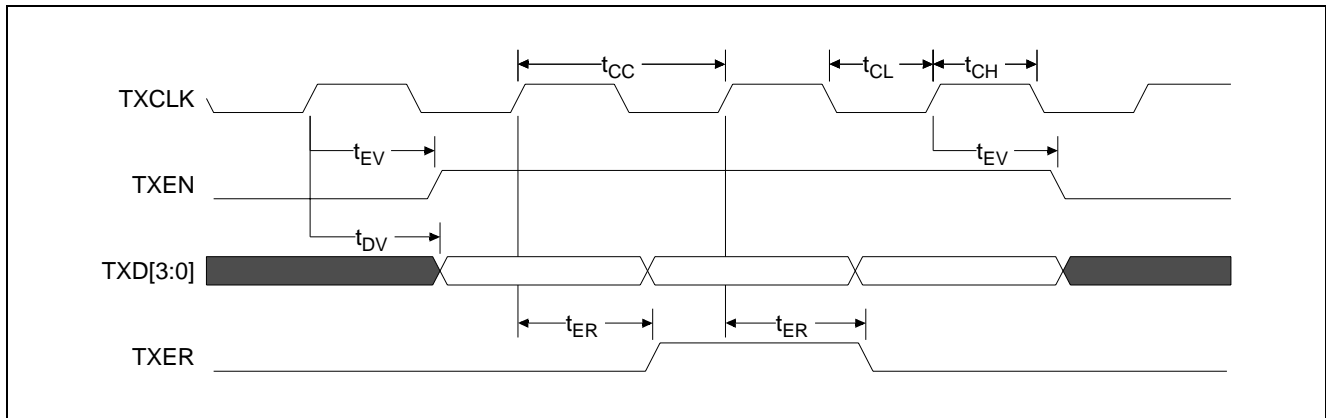 tCC
tCL
tCH
TXCLK
tEV
tEV
TXEN
tDV
TXD[3:0]
tER
tER
TXER